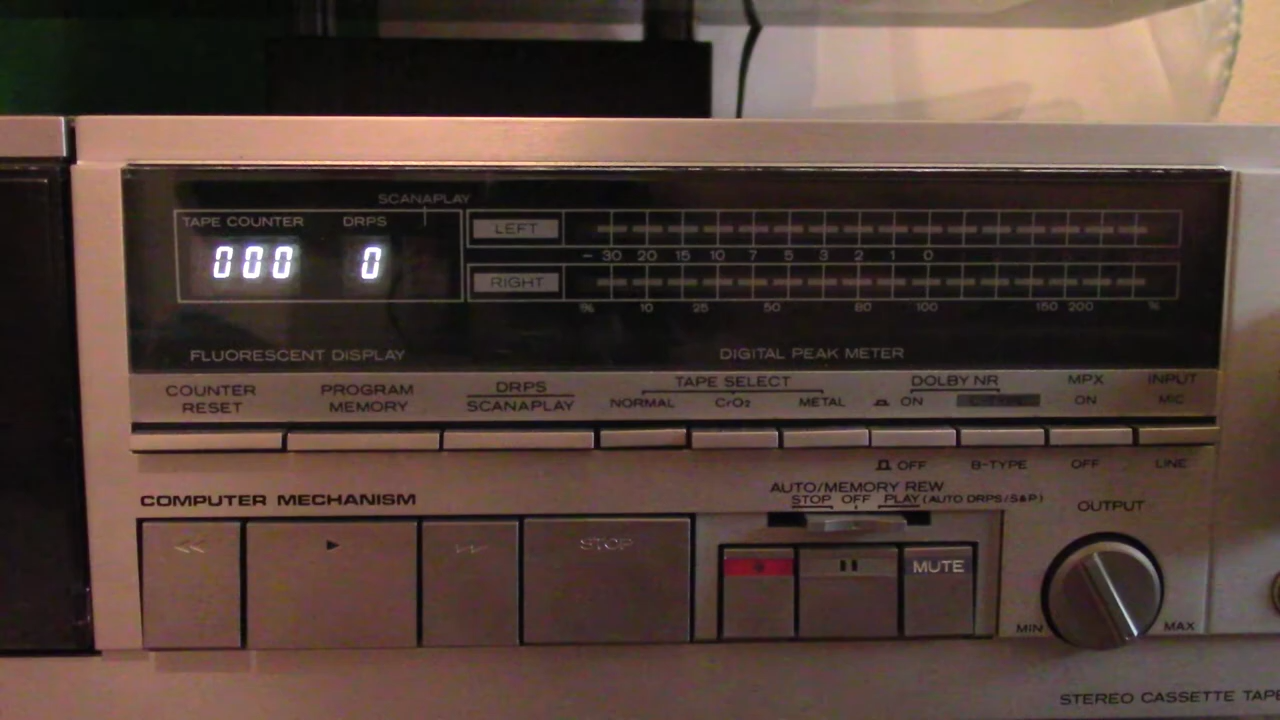 SCANAPLAY
TAPE COUNTER DRPS
000 0
LEFT
- 30 20 15 10 7 5 3 2 1 0
RIGHT
% 10 25 50 80 100 150 200 %
FLUORESCENT DISPLAY
DIGITAL PEAK METER
COUNTER RESET
PROGRAM MEMORY
DRPS
SCANAPLAY
TAPE SELECT
NORMAL CrO2 METAL
DOLBY NR
ON C-TYPE
MPX
ON
INPUT
MIC
OFF B-TYPE OFF LINE
COMPUTER MECHANISM
AUTO/MEMORY REW
STOP OFF PLAY (AUTO DRPS/S&P)
OUTPUT
STOP
MUTE
MIN MAX
STEREO CASSETTE TAPE